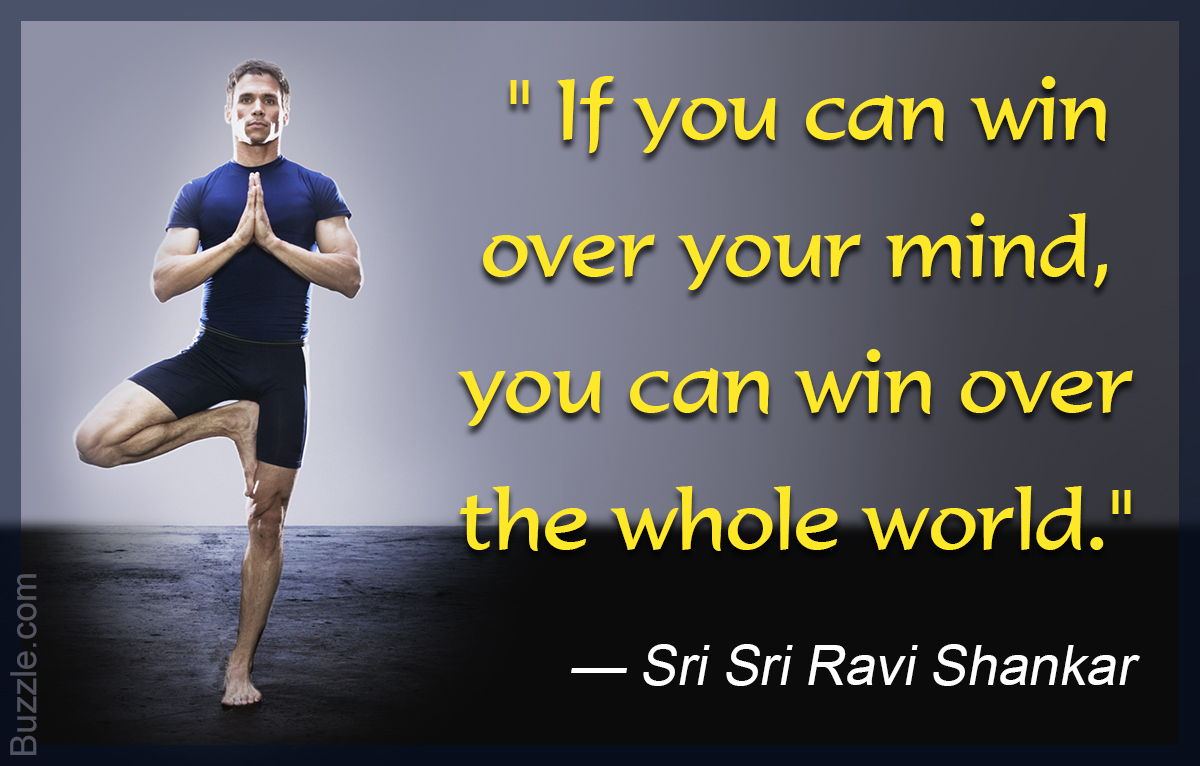 " If you can win
over your mind,
you can win over
the whole world."
— Sri Sri Ravi Shankar
Buzzle.com